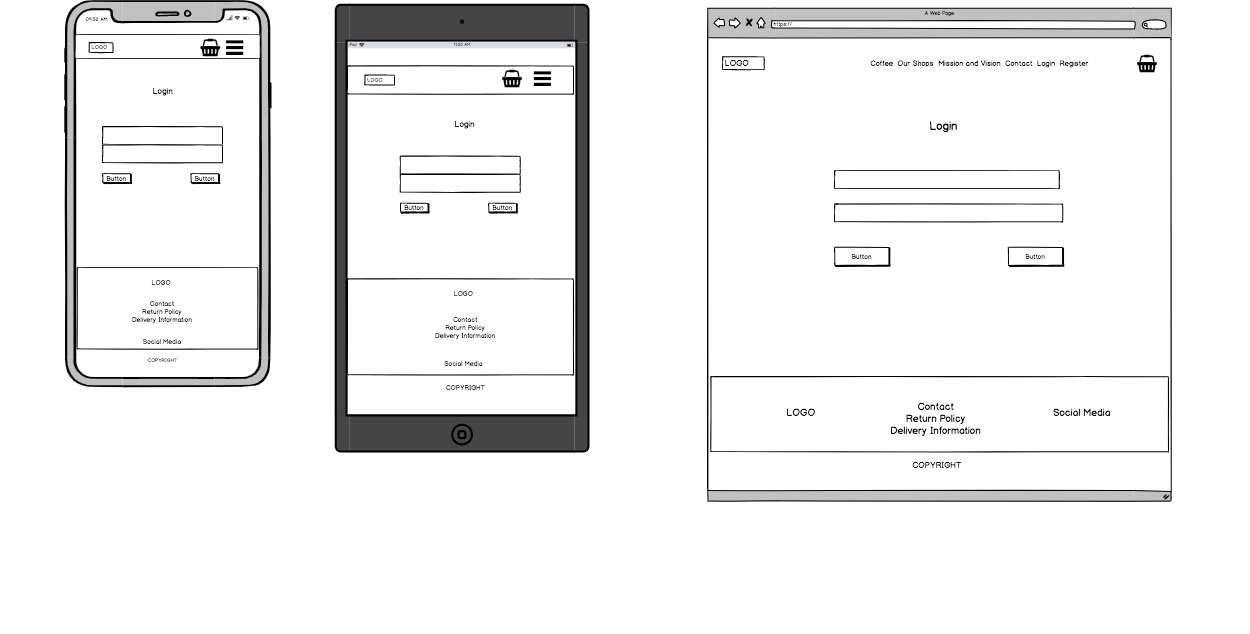 09:52 AM
LOGO
Login
Button Button
LOGO
Contact
Return Policy
Delivery Information
Social Media
COPYRIGHT
iPad 11:20 AM
LOGO
Login
Button Button
LOGO
Contact
Return Policy
Delivery Information
Social Media
COPYRIGHT
A Web Page
https://
LOGO Coffee Our Shops Mission and Vision Contact Login Register
Login
Button Button
LOGO
Contact
Return Policy
Delivery Information
Social Media
COPYRIGHT